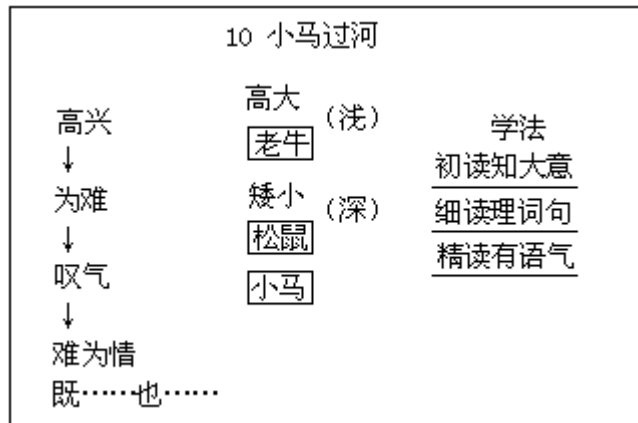 10 小马过河
高兴
↓
为难
↓
叹气
↓
难为情
既……也……
高大
(浅)
老牛
矮小
(深)
松鼠
小马
学法
初读知大意
细读理词句
精读有语气